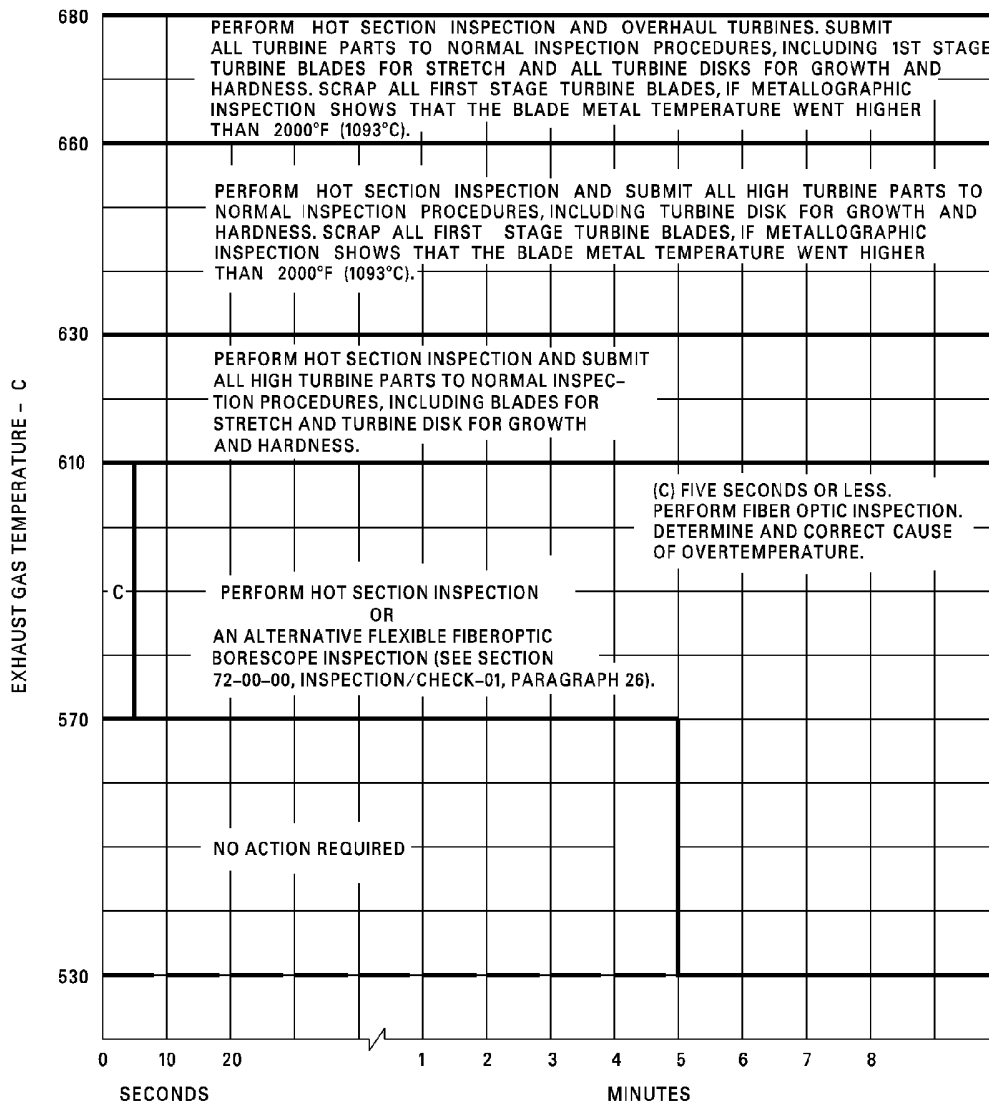 680
PERFORM HOT SECTION INSPECTION AND OVERHAUL TURBINES. SUBMIT
ALL TURBINE PARTS TO NORMAL INSPECTION PROCEDURES, INCLUDING 1ST STAGE
TURBINE BLADES FOR STRETCH AND ALL TURBINE DISKS FOR GROWTH AND
HARDNESS. SCRAP ALL FIRST STAGE TURBINE BLADES, IF METALLOGRAPHIC
INSPECTION SHOWS THAT THE BLADE METAL TEMPERATURE WENT HIGHER
THAN 2000°F (1093°C).
660
PERFORM HOT SECTION INSPECTION AND SUBMIT ALL HIGH TURBINE PARTS TO
NORMAL INSPECTION PROCEDURES, INCLUDING TURBINE DISK FOR GROWTH AND
HARDNESS. SCRAP ALL FIRST STAGE TURBINE BLADES, IF METALLOGRAPHIC
INSPECTION SHOWS THAT THE BLADE METAL TEMPERATURE WENT HIGHER
THAN 2000°F (1093°C).
630
PERFORM HOT SECTION INSPECTION AND SUBMIT
ALL HIGH TURBINE PARTS TO NORMAL INSPEC–
TION PROCEDURES, INCLUDING BLADES FOR
STRETCH AND TURBINE DISK FOR GROWTH
AND HARDNESS.
EXHAUST GAS TEMPERATURE – C
610
(C) FIVE SECONDS OR LESS.
PERFORM FIBER OPTIC INSPECTION.
DETERMINE AND CORRECT CAUSE
OF OVERTEMPERATURE.
C
PERFORM HOT SECTION INSPECTION
OR
AN ALTERNATIVE FLEXIBLE FIBEROPTIC
BORESCOPE INSPECTION (SEE SECTION
72–00–00, INSPECTION/CHECK–01, PARAGRAPH 26).
570
NO ACTION REQUIRED
530
0 10 20 1 2 3 4 5 6 7 8
SECONDS MINUTES